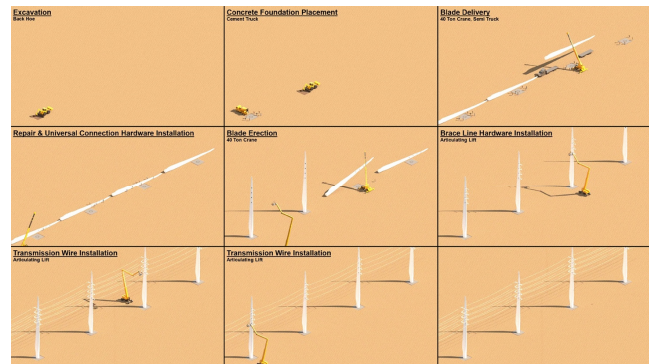 Excavation
Back Hoe
Concrete Foundation Placement
Cement Truck
Blade Delivery
40 Ton Crane, Semi Truck
Repair & Universal Connection Hardware Installation
Blade Erection
40 Ton Crane
Brace Line Hardware Installation
Articulating Lift
Transmission Wire Installation
Articulating Lift
Transmission Wire Installation
Articulating Lift